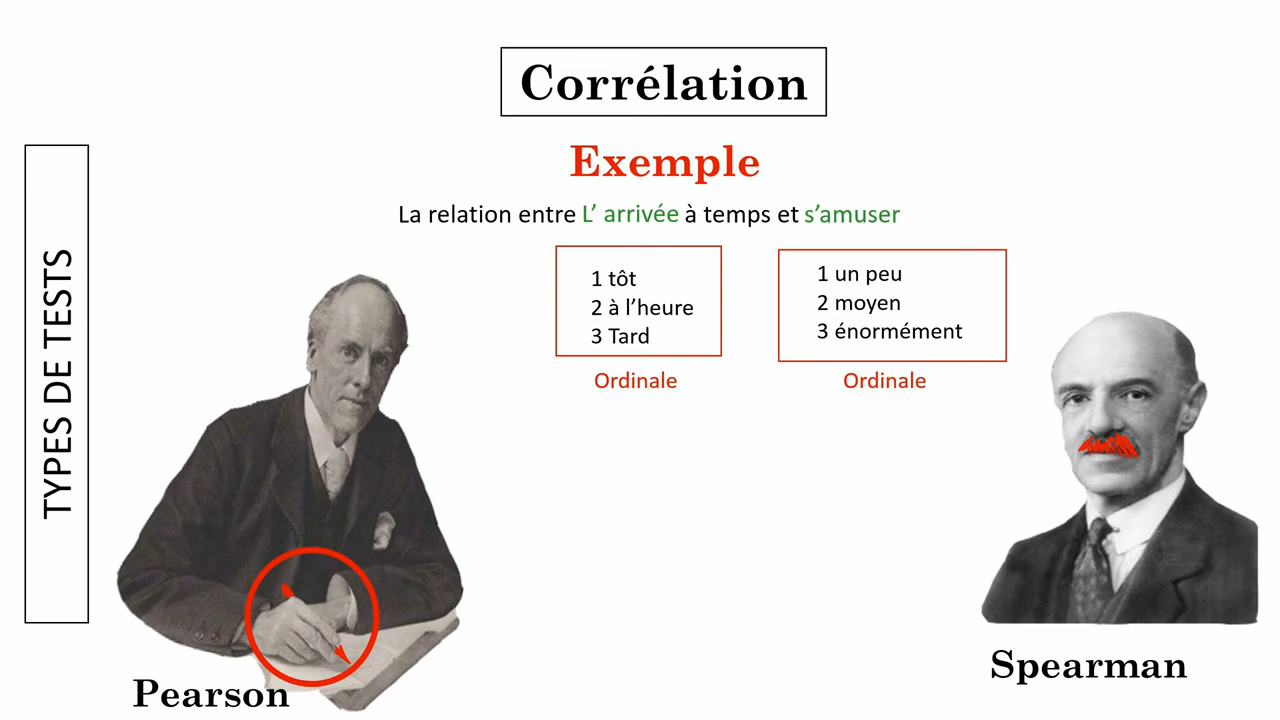 Corrélation
Exemple
La relation entre L’ arrivée à temps et s’amuser
TYPES DE TESTS
1 tôt
2 à l’heure
3 Tard
Ordinale
1 un peu
2 moyen
3 énormément
Ordinale
Pearson
Spearman